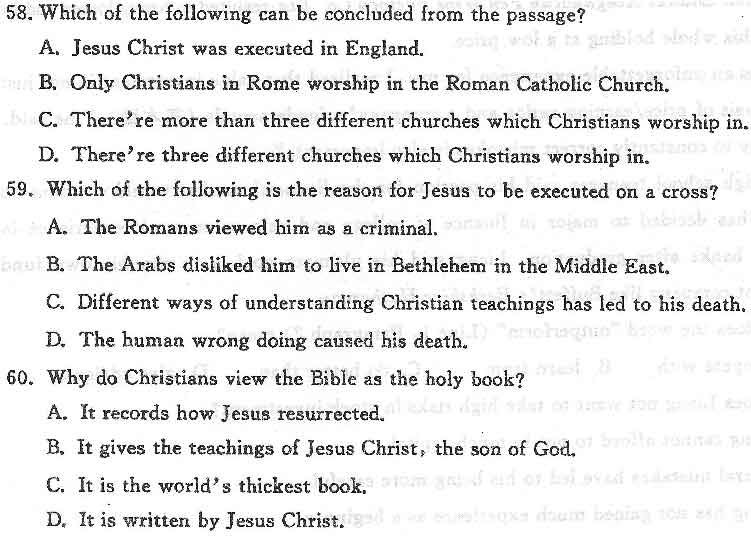 58. Which of the following can be concluded from the passage?
A. Jesus Christ was executed in England.
B. Only Christians in Rome worship in the Roman Catholic Church.
C. There're more than three different churches which Christians worship in.
D. There're three different churches which Christians worship in.
59. Which of the following is the reason for Jesus to be executed on a cross?
A. The Romans viewed him as a criminal.
B. The Arabs disliked him to live in Bethlehem in the Middle East.
C. Different ways of understanding Christian teachings has led to his death.
D. The human wrong doing caused his death.
60. Why do Christians view the Bible as the holy book?
A. It records how Jesus resurrected.
B. It gives the teachings of Jesus Christ, the son of God.
C. It is the world's thickest book.
D. It is written by Jesus Christ.